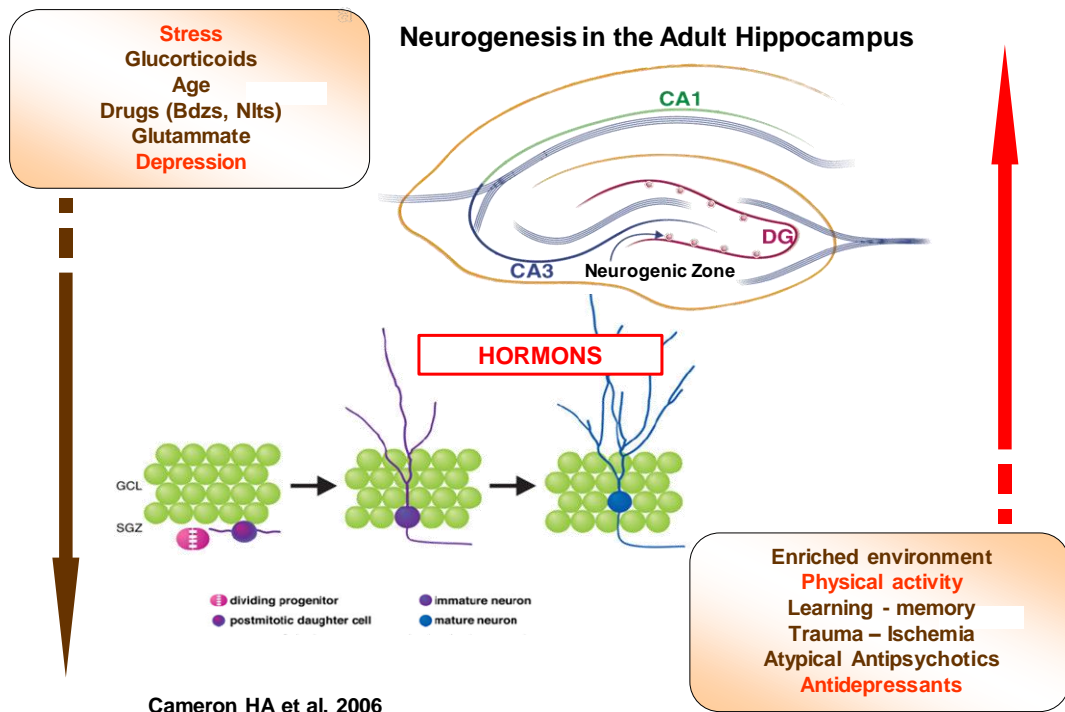 Stress
Glucorticoids
Age
Drugs (Bdzs, Nlts)
Glutammate
Depression
Neurogenesis in the Adult Hippocampus
CA1
DG
CA3
Neurogenic Zone
HORMONS
GCL
SGZ
dividing progenitor
immature neuron
postmitotic daughter cell
mature neuron
Enriched environment
Physical activity
Learning - memory
Trauma – Ischemia
Atypical Antipsychotics
Antidepressants
Cameron HA et al. 2006